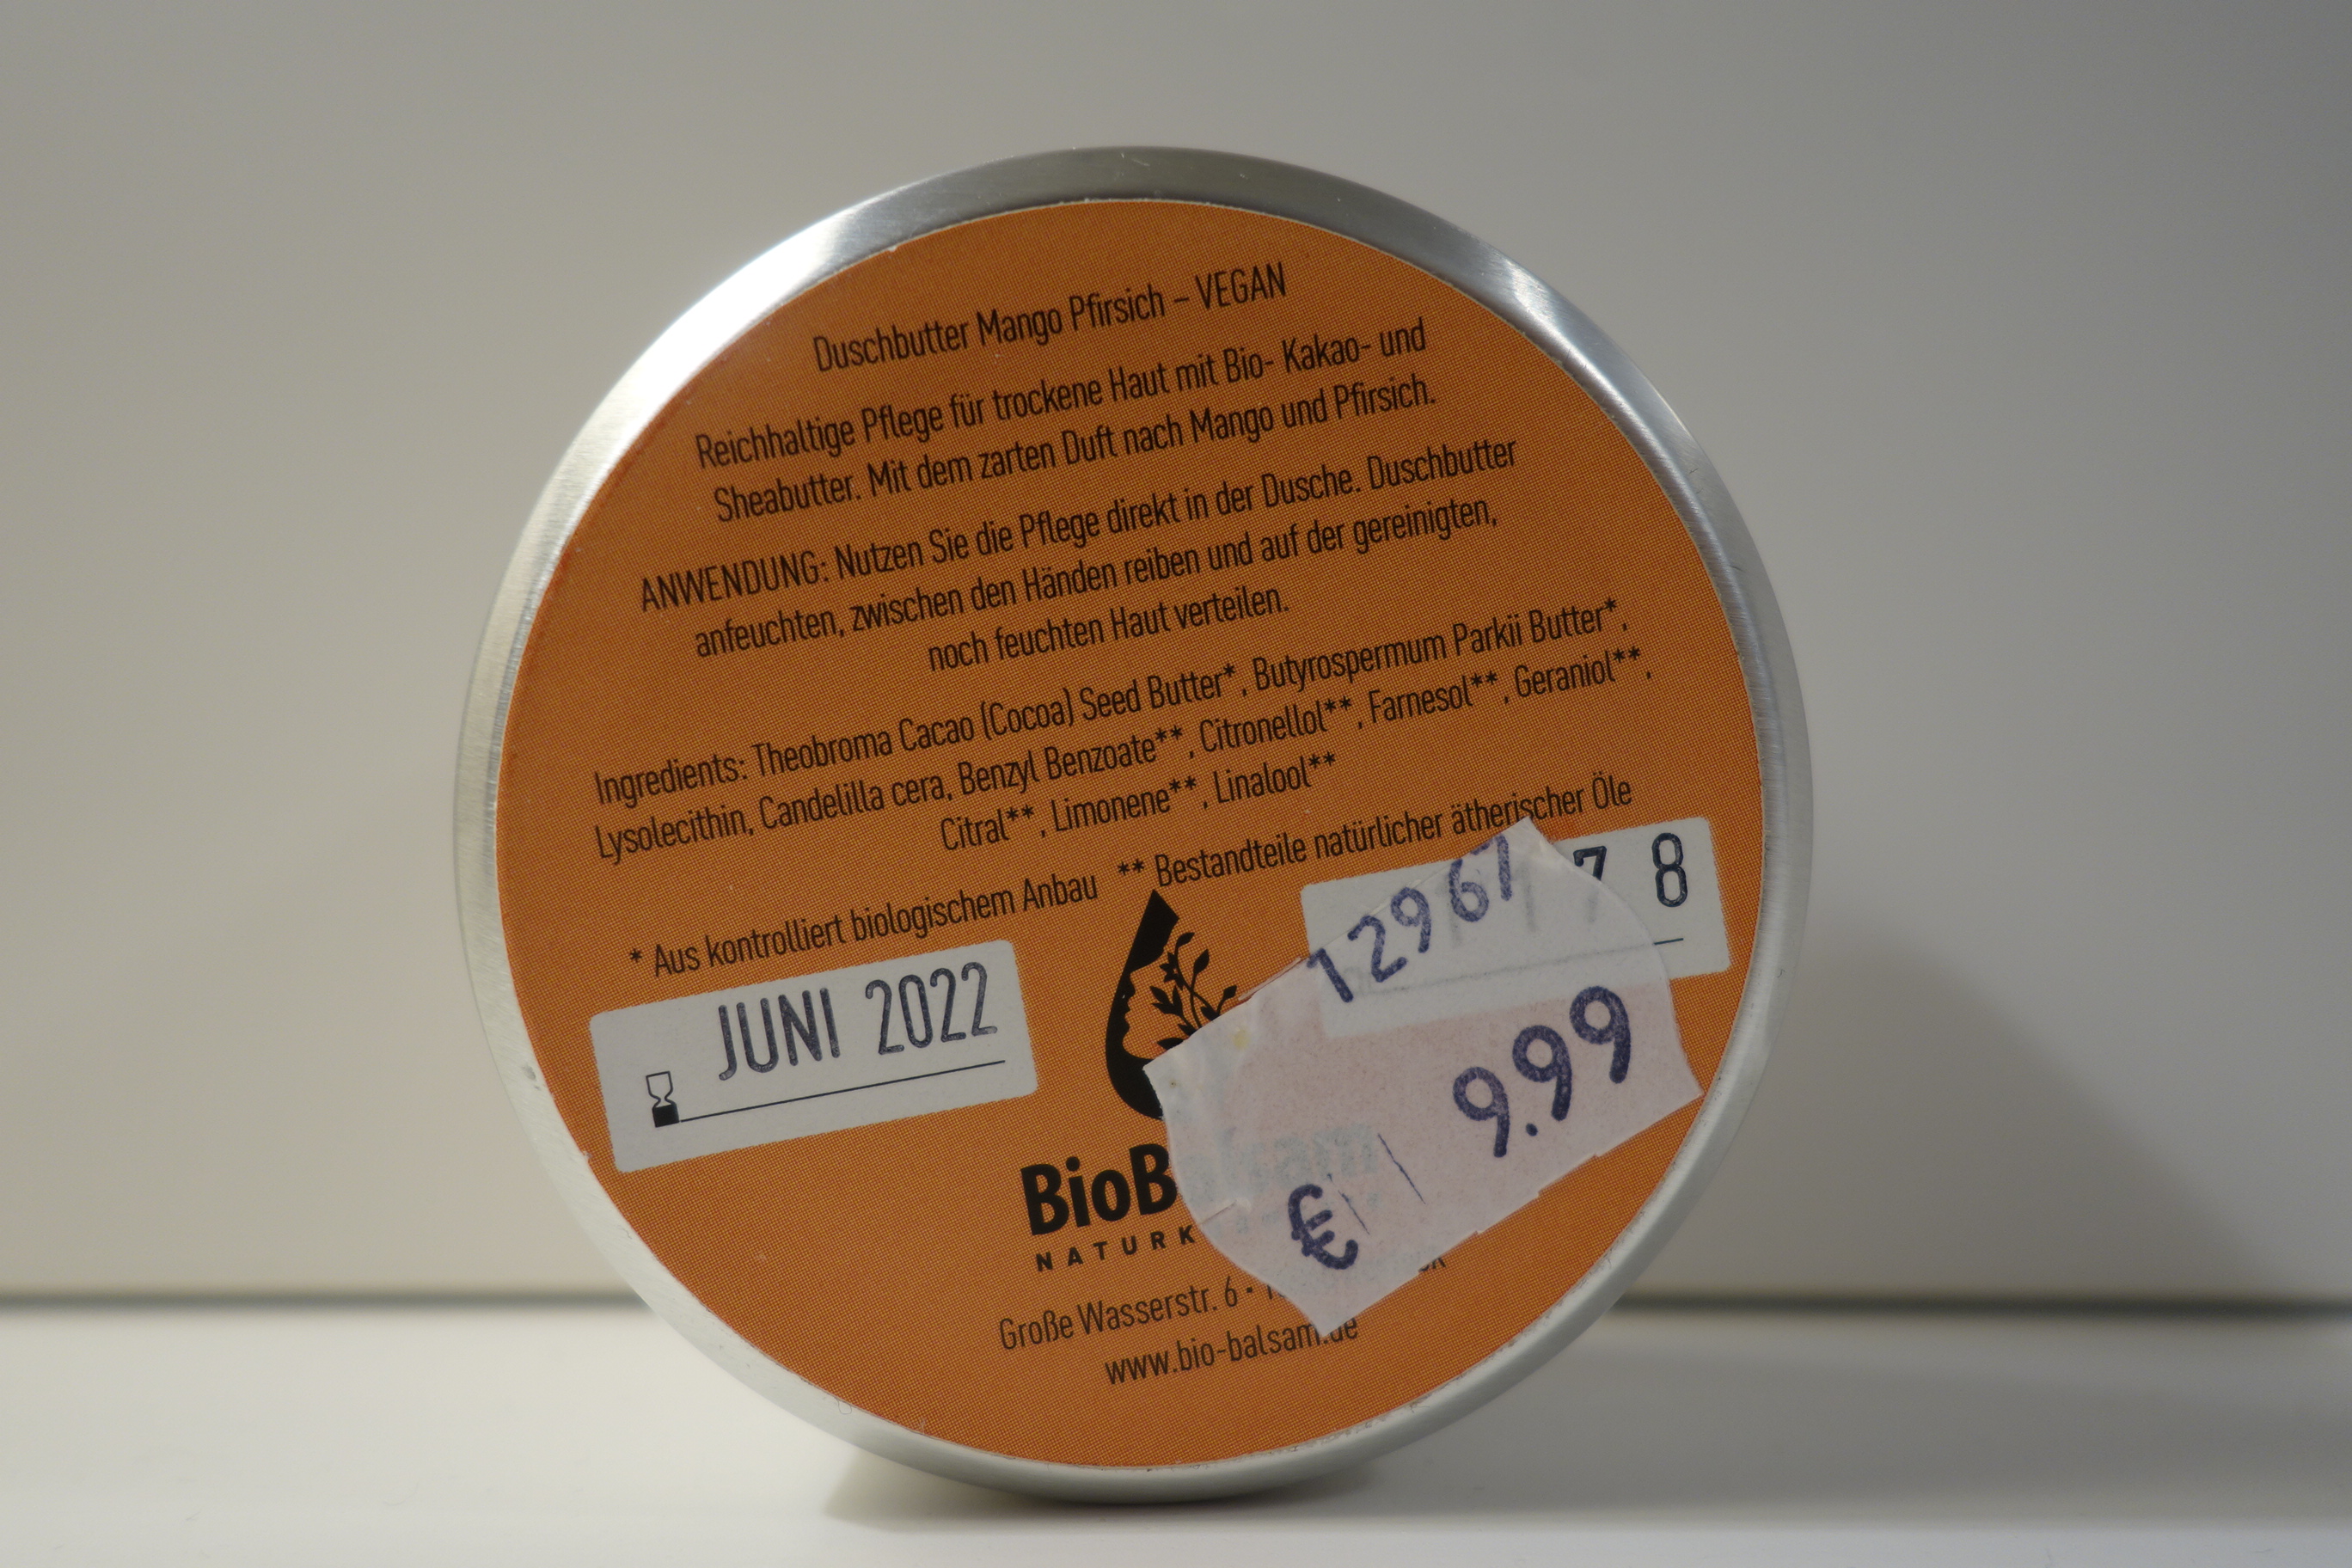 Duschbutter Mango Pfirsich – VEGAN
Reichhaltige Pflege für trockene Haut mit Bio- Kakao- und
Sheabutter. Mit dem zarten Duft nach Mango und Pfirsich.
ANWENDUNG: Nutzen Sie die Pflege direkt in der Dusche. Duschbutter
anfeuchten, zwischen den Händen reiben und auf der gereinigten,
noch feuchten Haut verteilen.
Ingredients: Theobroma Cacao (Cocoa) Seed Butter*, Butyrospermum Parkii Butter*,
Lysolecithin, Candelilla cera, Benzyl Benzoate**, Citronellol**, Farnesol**, Geraniol**,
Citral**, Limonene**, Linalool**
* Aus kontrolliert biologischem Anbau ** Bestandteile natürlicher ätherischer Öle
JUNI 2022
7 8
12967
€ 9.99
BioB
NATURK
Große Wasserstr. 6 •
www.bio-balsam.de